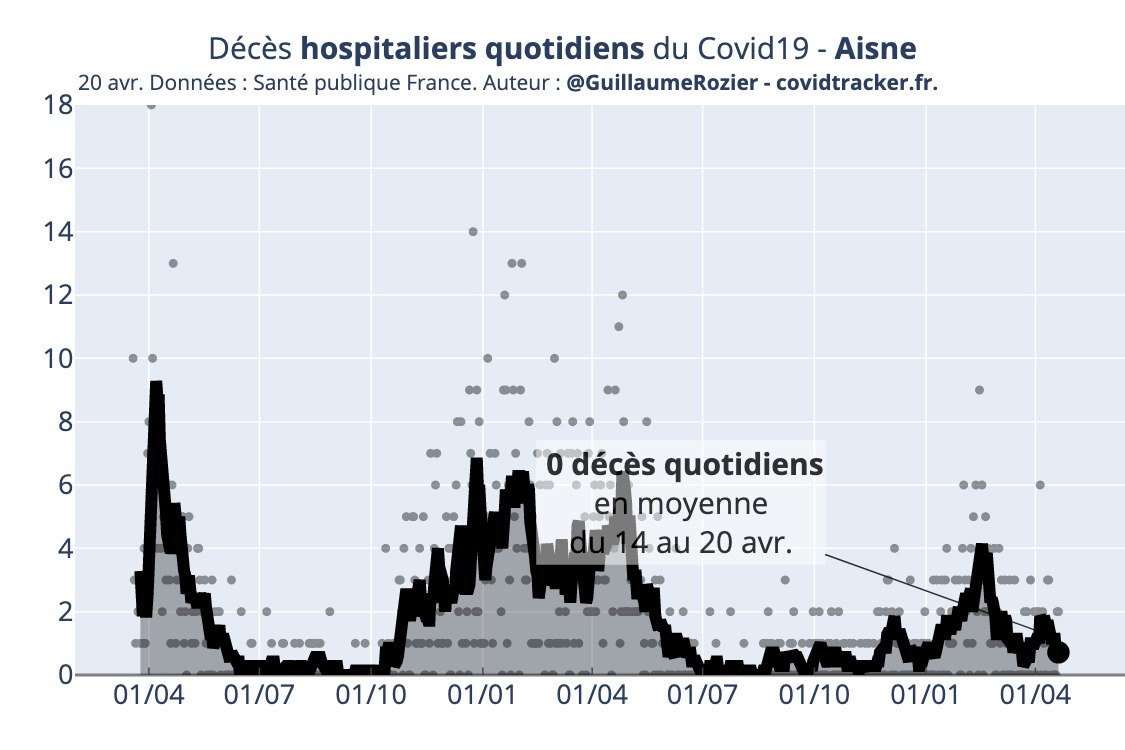 Décès hospitaliers quotidiens du Covid19 - Aisne
20 avr. Données : Santé publique France. Auteur : @GuillaumeRozier - covidtracker.fr.
18
16
14
12
10
8
6
4
2
0
0 décès quotidiens
en moyenne
du 14 au 20 avr.
01/04 01/07 01/10 01/01 01/04 01/07 01/10 01/01 01/04